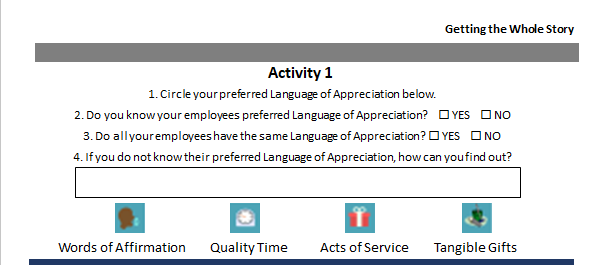 Getting the Whole Story
Activity 1
1. Circle your preferred Language of Appreciation below.
2. Do you know your employees preferred Language of Appreciation? ☐ YES ☐ NO
3. Do all your employees have the same Language of Appreciation? ☐ YES ☐ NO
4. If you do not know their preferred Language of Appreciation, how can you find out?
Words of Affirmation Quality Time Acts of Service Tangible Gifts